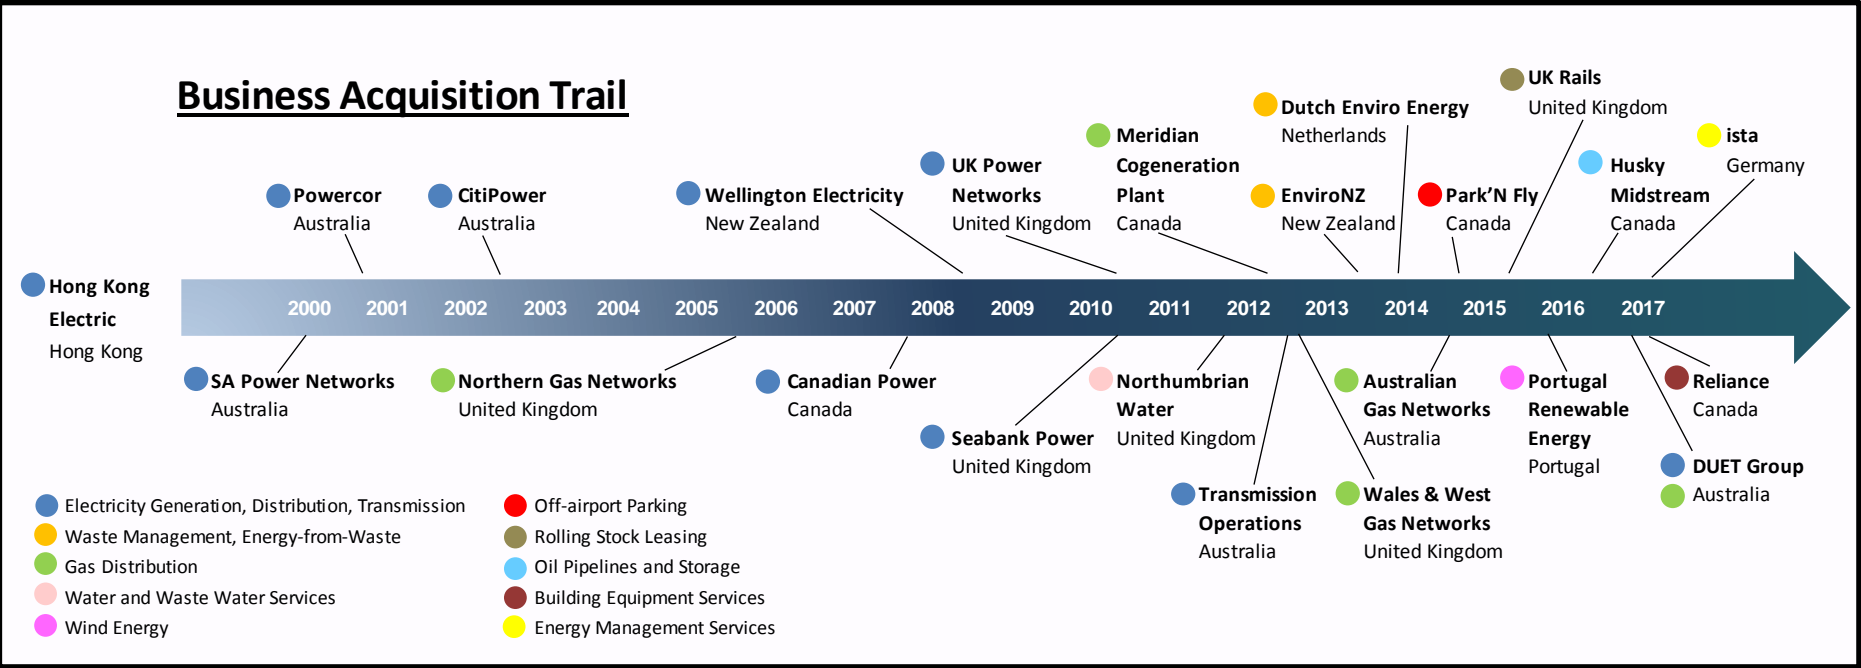 Business Acquisition Trail
UK Rails
United Kingdom
Dutch Enviro Energy
Netherlands
Meridian
Cogeneration
Plant
Canada
ista
Germany
UK Power
Networks
United Kingdom
Husky
Midstream
Canada
Powercor
Australia
CitiPower
Australia
Wellington Electricity
New Zealand
EnviroNZ
New Zealand
Park’N Fly
Canada
Hong Kong
Electric
Hong Kong
2000 2001 2002 2003 2004 2005 2006 2007 2008 2009 2010 2011 2012 2013 2014 2015 2016 2017
SA Power Networks
Australia
Northern Gas Networks
United Kingdom
Canadian Power
Canada
Seabank Power
United Kingdom
Northumbrian
Water
United Kingdom
Transmission
Operations
Australia
Australian
Gas Networks
Australia
Wales & West
Gas Networks
United Kingdom
Portugal
Renewable
Energy
Portugal
Reliance
Canada
DUET Group
Australia
Electricity Generation, Distribution, Transmission
Waste Management, Energy-from-Waste
Gas Distribution
Water and Waste Water Services
Wind Energy
Off-airport Parking
Rolling Stock Leasing
Oil Pipelines and Storage
Building Equipment Services
Energy Management Services